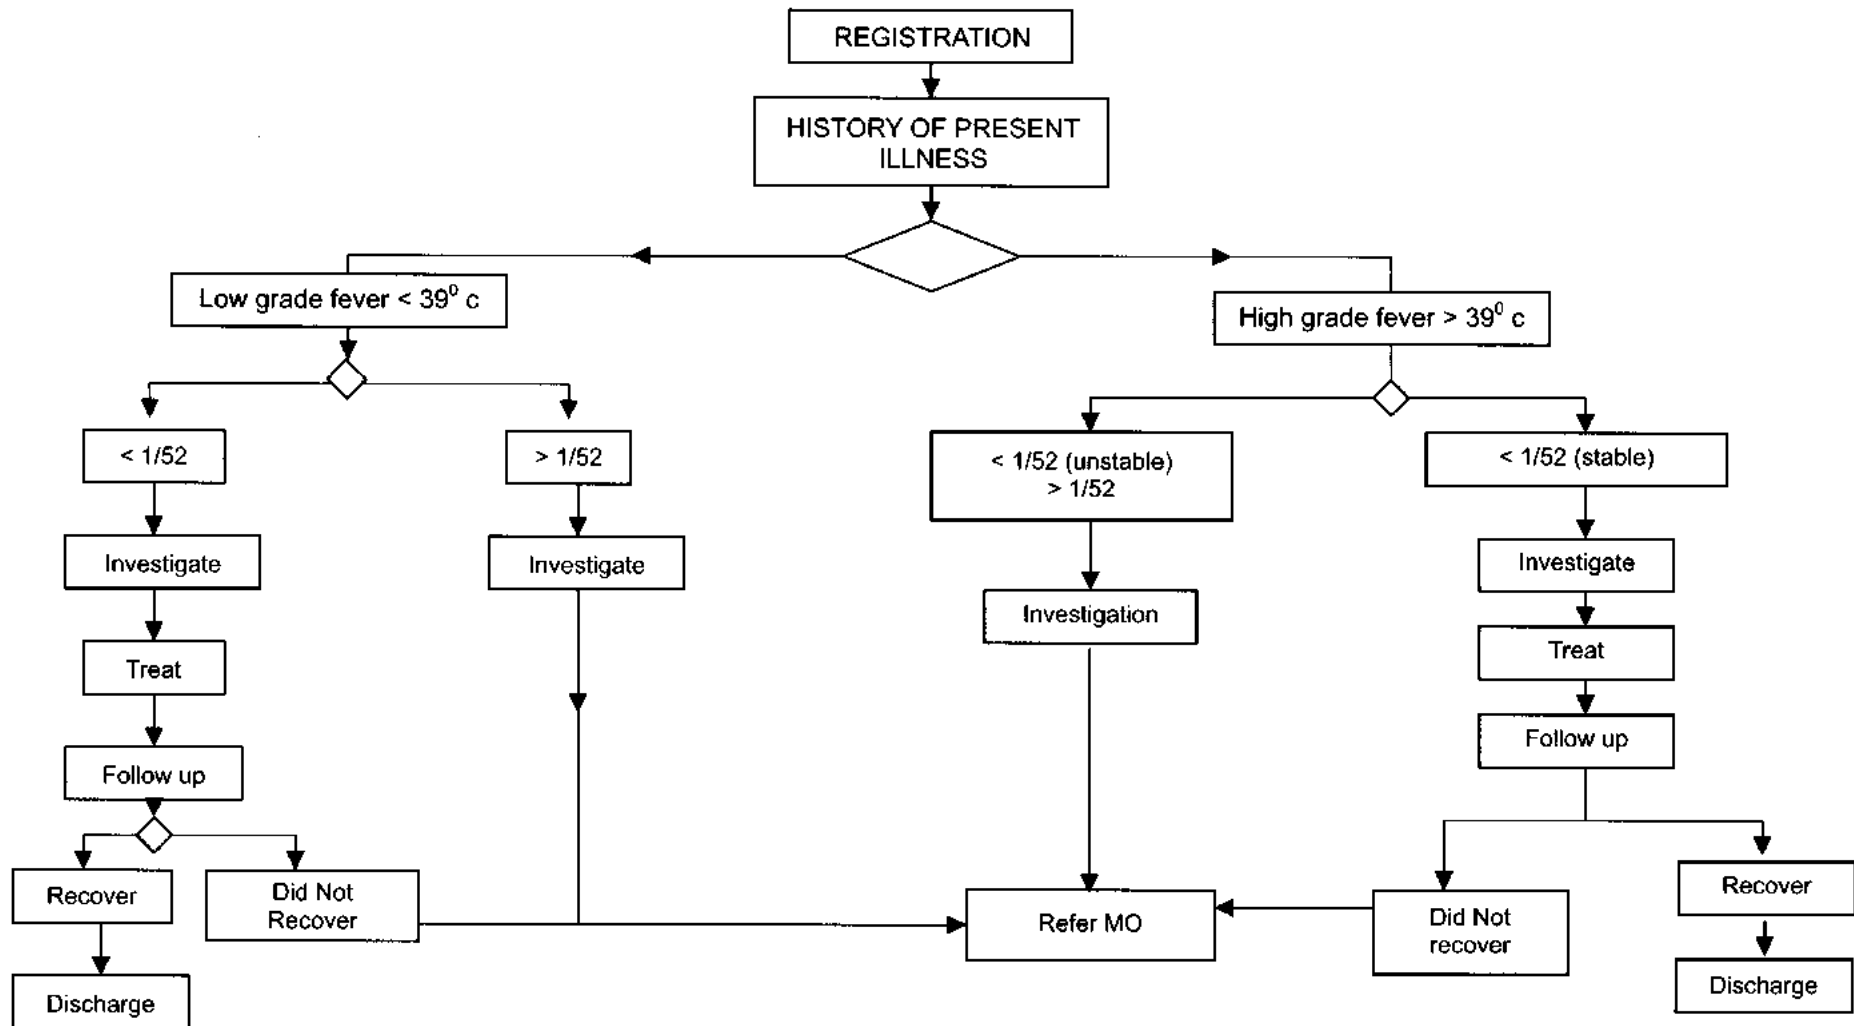 REGISTRATION
HISTORY OF PRESENT
ILLNESS
Low grade fever < 39⁰ c
High grade fever > 39⁰ c
< 1/52
> 1/52
< 1/52 (unstable)
> 1/52
< 1/52 (stable)
Investigate
Investigate
Investigation
Investigate
Treat
Treat
Follow up
Follow up
Recover
Did Not
Recover
Refer MO
Did Not
recover
Recover
Discharge
Discharge